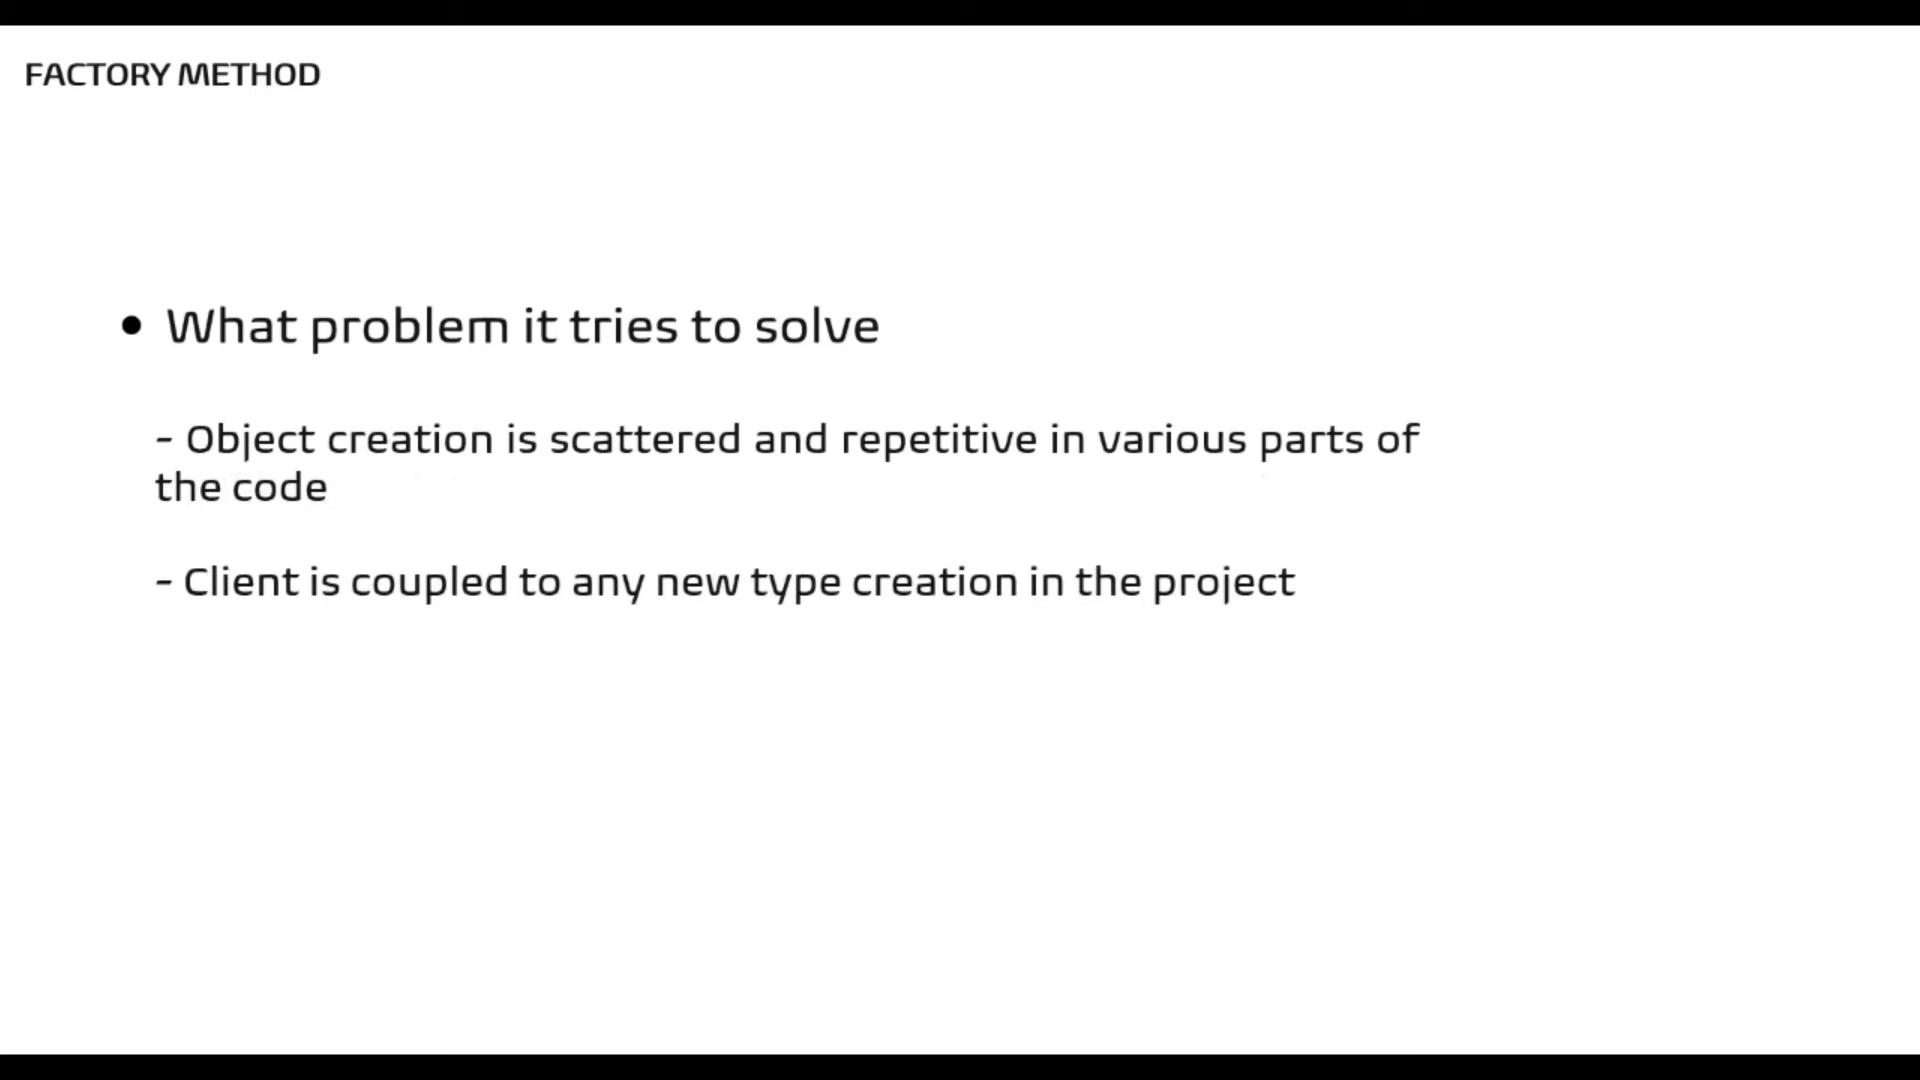 FACTORY METHOD
• What problem it tries to solve
- Object creation is scattered and repetitive in various parts of
the code
- Client is coupled to any new type creation in the project